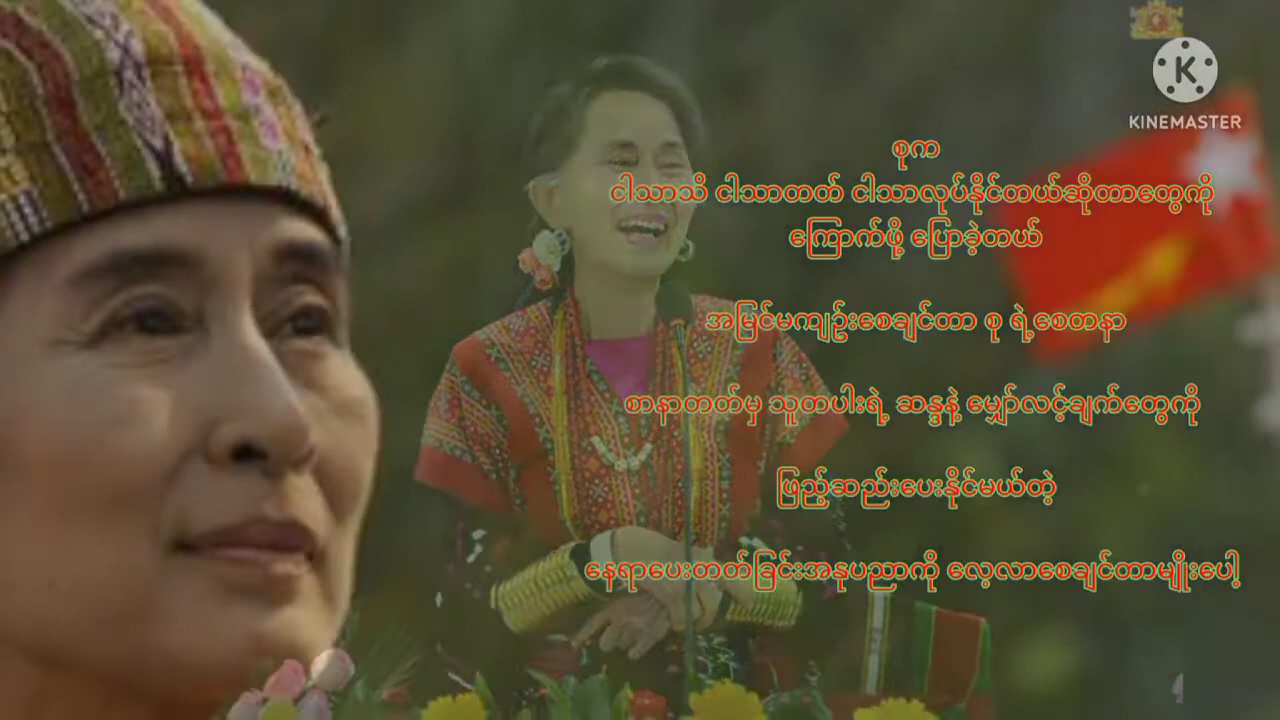 KINEMASTER
စုက
ငါသာသိ ငါသာတတ် ငါသာလုပ်နိုင်တယ်ဆိုတာတွေကို
ကြောက်ဖို့ ပြောခဲ့တယ်
အမြင်မကျဉ်းစေချင်တာ စု ရဲ့စေတနာ
စာနာတတ်မှ သူတပါးရဲ့ ဆန္ဒနဲ့ မျှော်လင့်ချက်တွေကို
ဖြည့်ဆည်းပေးနိုင်မယ်တဲ့
နေရာပေးတတ်ခြင်းအနုပညာကို လေ့လာစေချင်တာမျိုးပေါ့